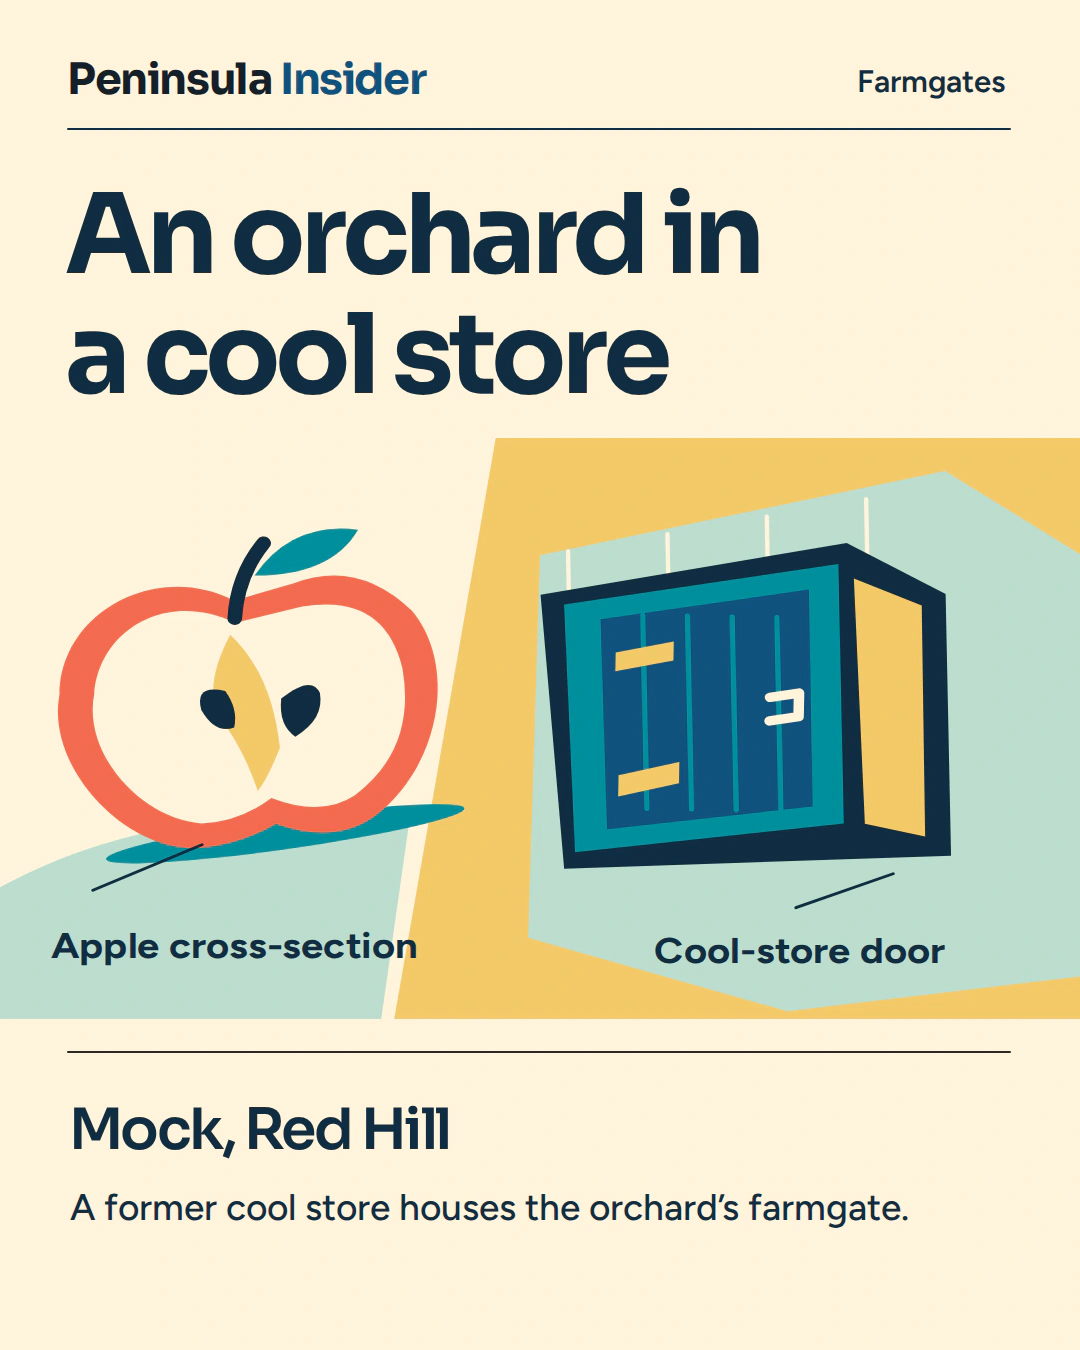 Peninsula Insider
Farmgates
An orchard in
a cool store
Apple cross-section
Cool-store door
Mock, Red Hill
A former cool store houses the orchard’s farmgate.